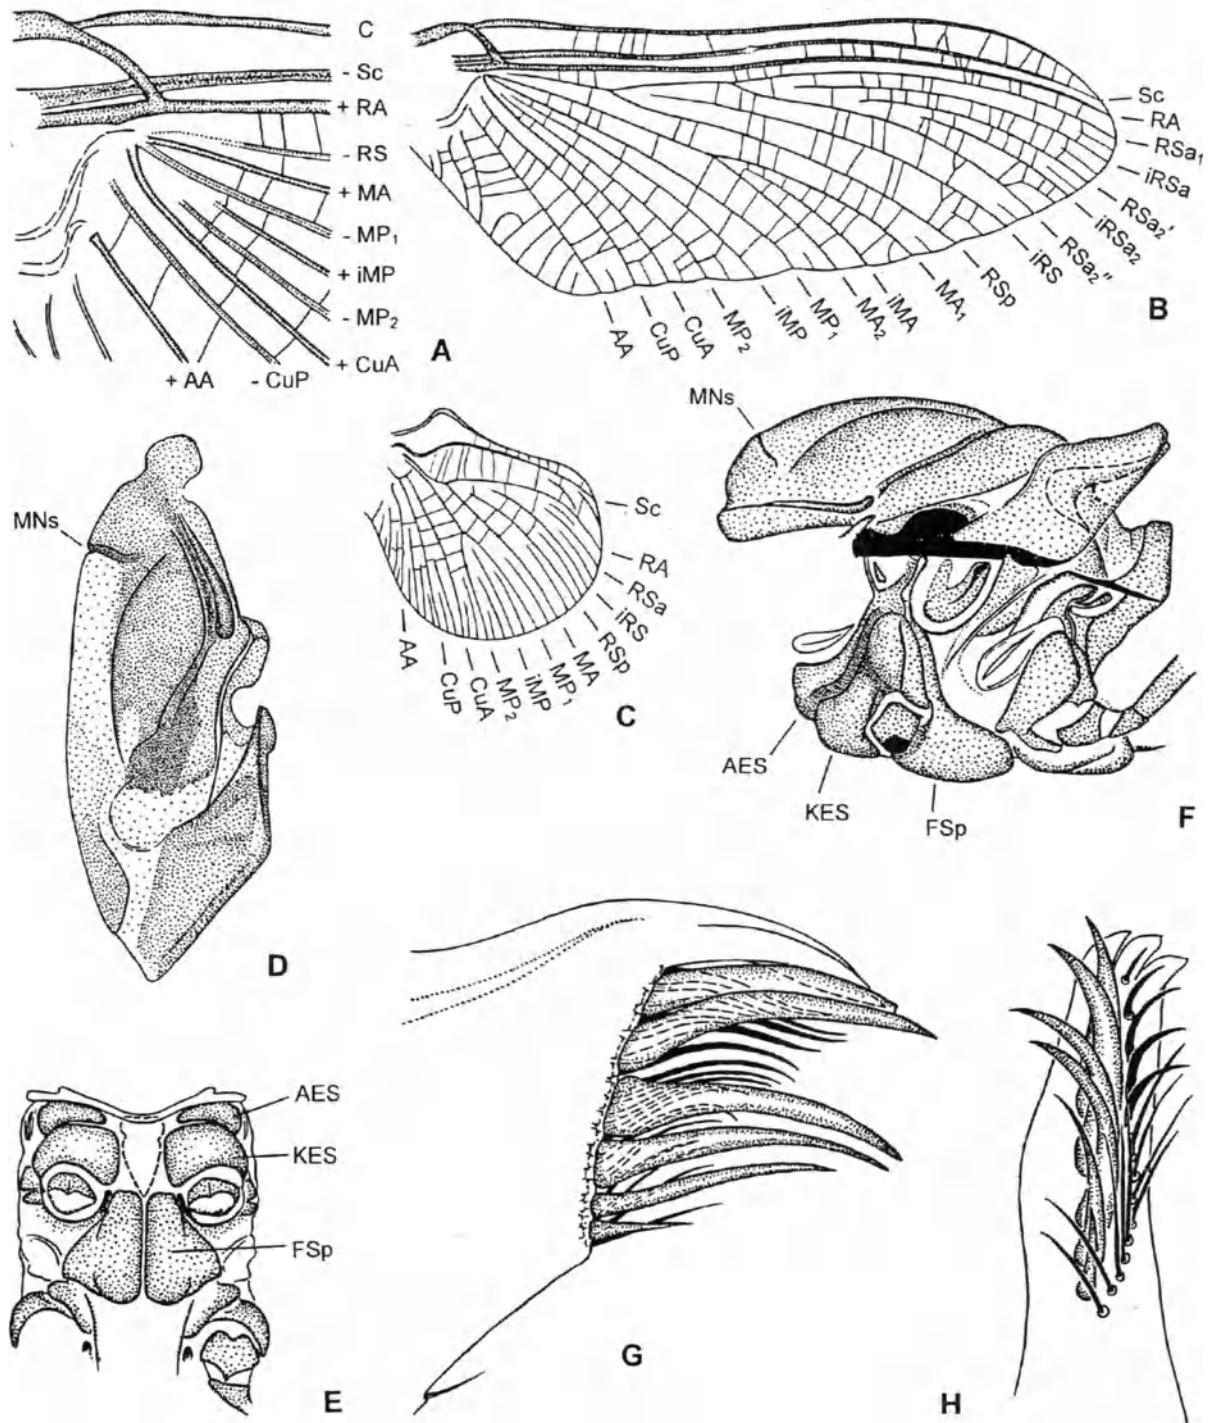 C
- Sc
+ RA
- RS
+ MA
- MP₁
+ iMP
- MP₂
+ CuA
+ AA
- CuP
A
Sc
RA
RSa₁
iRSa
RSa₂'
iRSa₂
RSa₂''
iRS
RSp
MA₁
iMA
MA₂
MP₁
iMP
MP₂
CuA
CuP
AA
B
MNs
D
Sc
RA
RSa
iRS
RSp
MA
MP₁
iMP
MP₂
CuA
CuP
AA
C
MNs
AES
KES
FSp
F
AES
KES
FSp
E
G
H